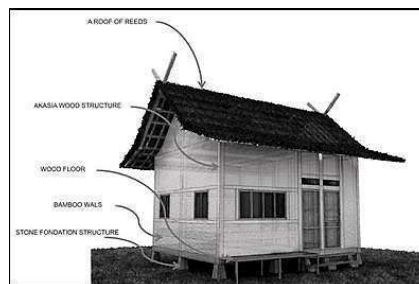 A ROOF OF REEDS
AKASIA WOOD STRUCTURE
WOOD FLOOR
BAMBOO WALS
STONE FONDATION STRUCTURE